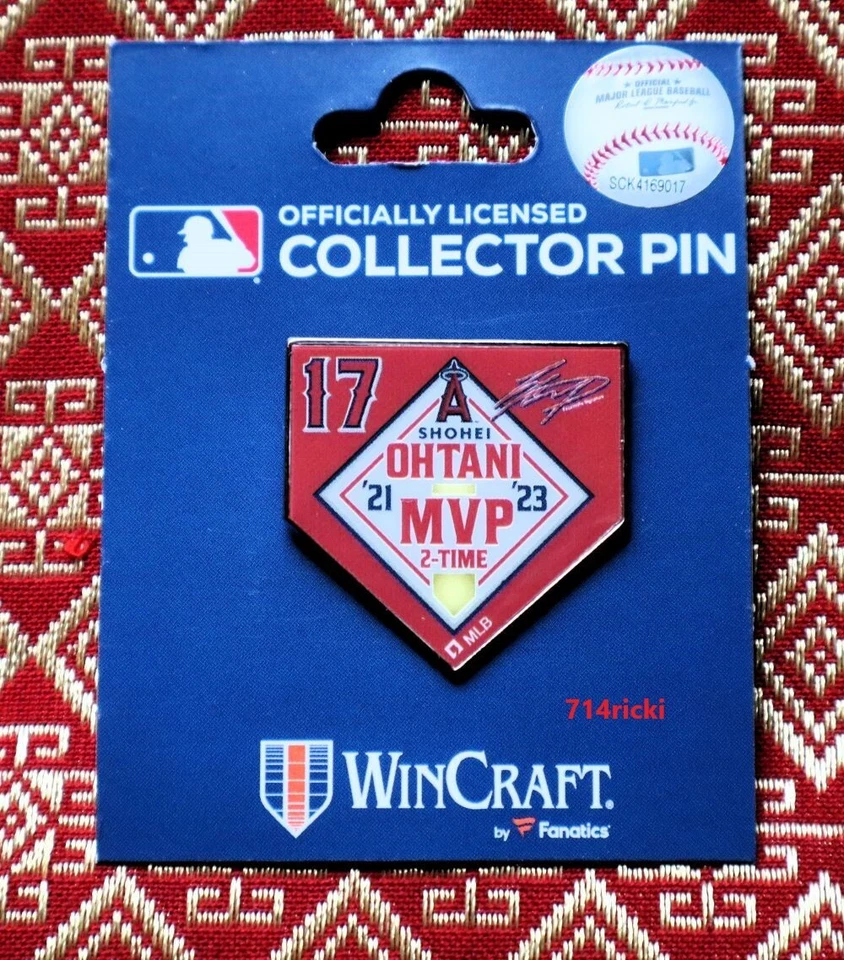 OFFICIAL
MAJOR LEAGUE BASEBALL
SCK4169017
OFFICIALLY LICENSED
COLLECTOR PIN
17
A
SHOHEI
OHTANI
'21 '23
MVP
2-TIME
MLB
714ricki
WINCRAFT.
by Fanatics